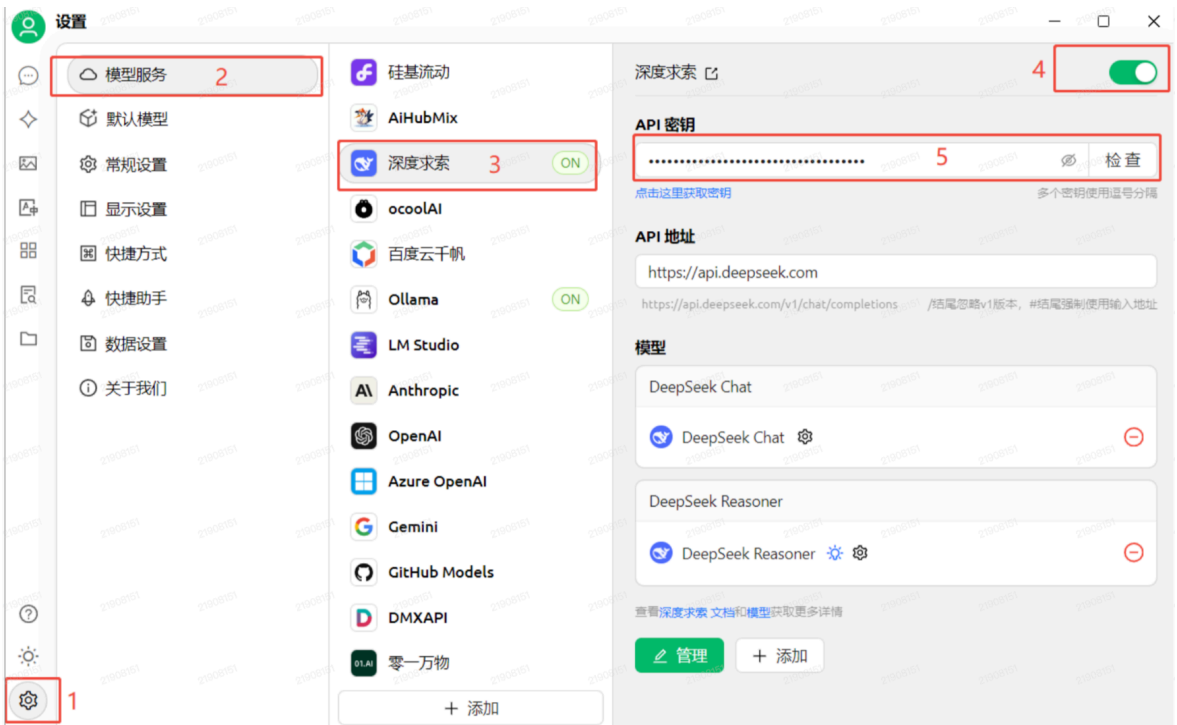 设置
模型服务
2
默认模型
常规设置
显示设置
快捷方式
快捷助手
数据设置
关于我们
1
硅基流动
AiHubMix
深度求索
3
ON
ocoolAI
百度云千帆
Ollama
ON
LM Studio
Anthropic
OpenAI
Azure OpenAI
Gemini
GitHub Models
DMXAPI
01.AI
零一万物
+ 添加
深度求索
4
API 密钥
••••••••••••••••••••••••••••••••••• 5 检查
点击这里获取密钥 多个密钥使用逗号分隔
API 地址
https://api.deepseek.com
https://api.deepseek.com/v1/chat/completions /结尾忽略v1版本，#结尾强制使用输入地址
模型
DeepSeek Chat
DeepSeek Chat
DeepSeek Reasoner
DeepSeek Reasoner
查看深度求索 文档和模型获取更多详情
管理
+ 添加
21908151